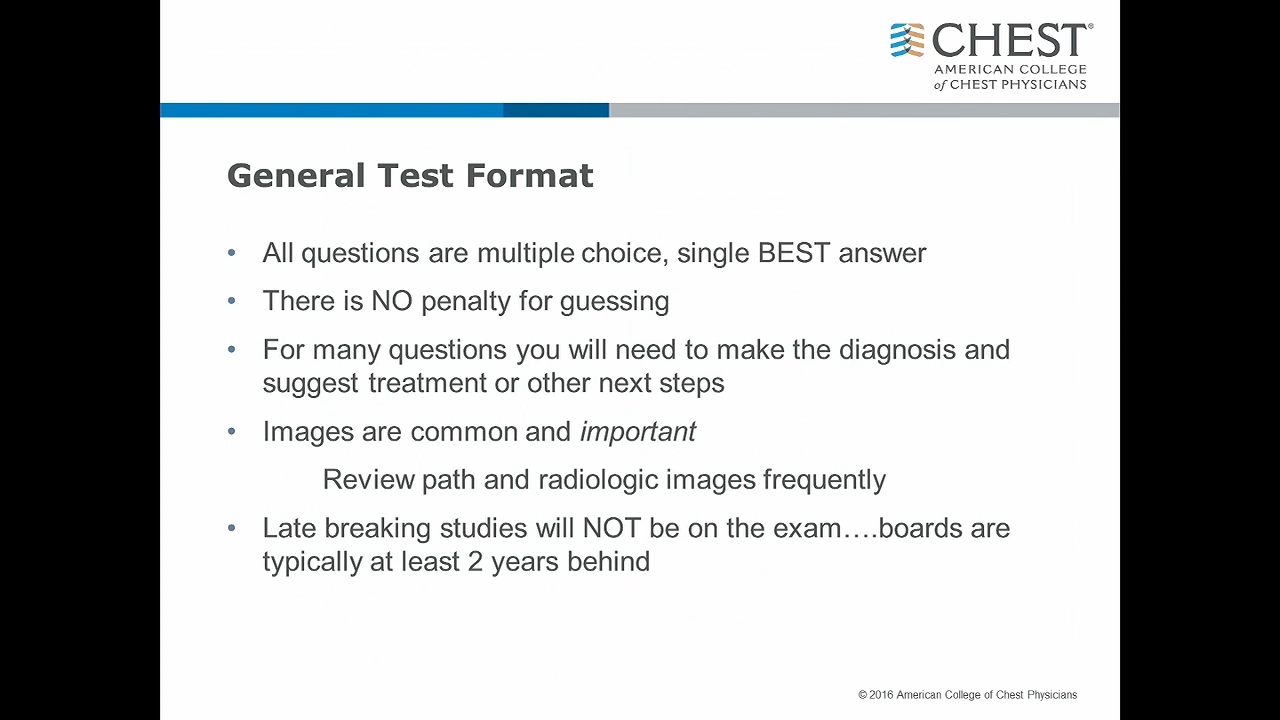 CHEST®
AMERICAN COLLEGE
of CHEST PHYSICIANS
General Test Format
• All questions are multiple choice, single BEST answer
• There is NO penalty for guessing
• For many questions you will need to make the diagnosis and
suggest treatment or other next steps
• Images are common and important
Review path and radiologic images frequently
• Late breaking studies will NOT be on the exam….boards are
typically at least 2 years behind
© 2016 American College of Chest Physicians